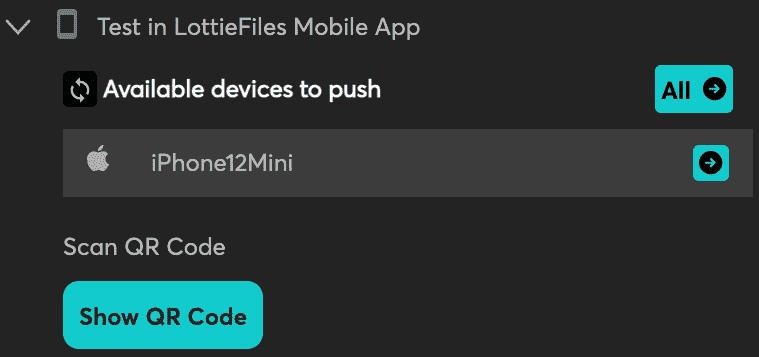 Test in LottieFiles Mobile App
Available devices to push
All
iPhone12Mini
Scan QR Code
Show QR Code